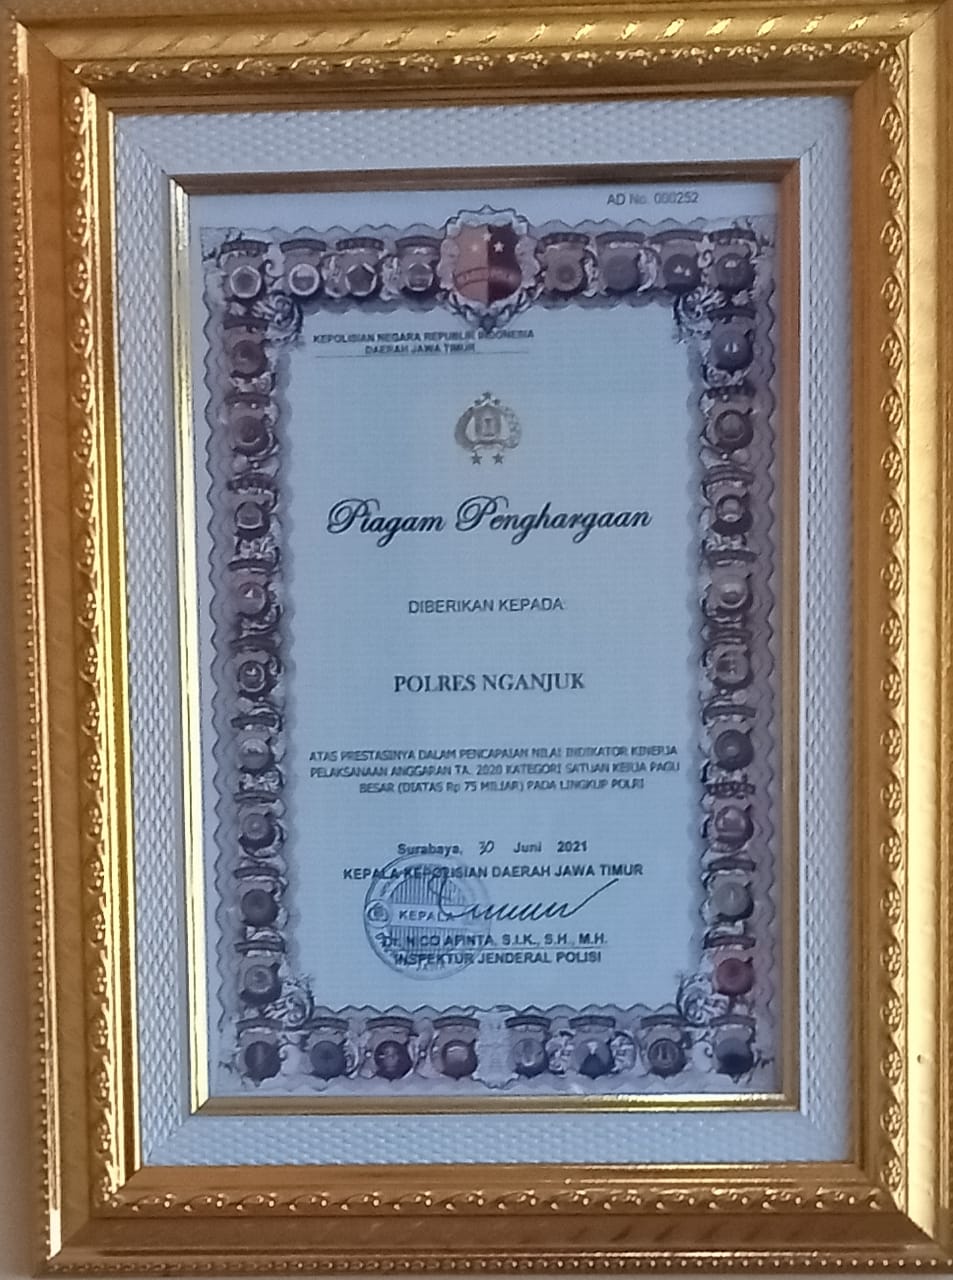 AD No. 000252
KEPOLISIAN NEGARA REPUBLIK INDONESIA
DAERAH JAWA TIMUR
Piagam Penghargaan
DIBERIKAN KEPADA
POLRES NGANJUK
ATAS PRESTASINYA DALAM PENCAPAIAN NILAI INDIKATOR KINERJA
PELAKSANAAN ANGGARAN TA. 2020 KATEGORI SATUAN KERJA PAGU
BESAR (DIATAS Rp 75 MILIAR) PADA LINGKUP POLRI
Surabaya, 30 Juni 2021
KEPALA KEPOLISIAN DAERAH JAWA TIMUR
KEPALA
Dr. NICO AFINTA, S.I.K., S.H., M.H.
INSPEKTUR JENDERAL POLISI